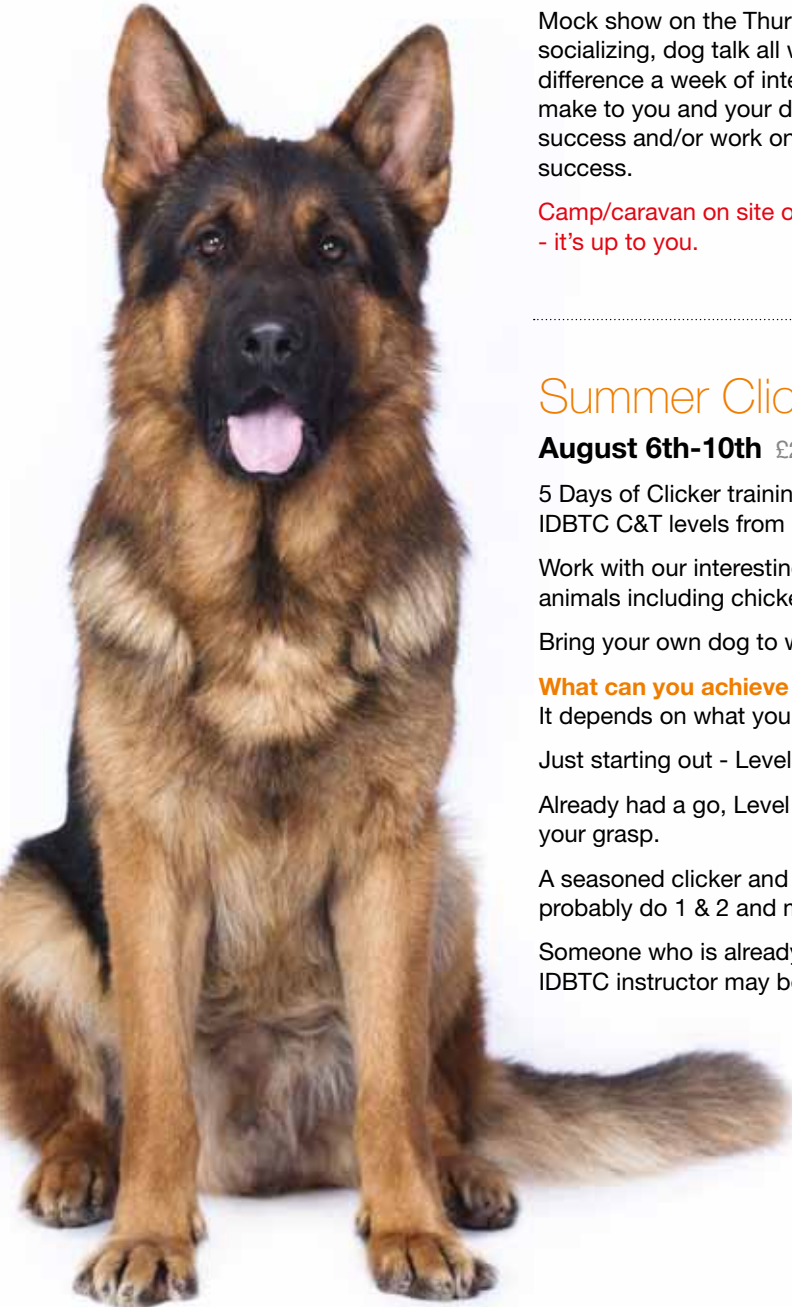 Mock show on the Thur
socializing, dog talk all
difference a week of inte
make to you and your d
success and/or work on
success.
Camp/caravan on site o
- it's up to you.
Summer Clic
August 6th-10th £
5 Days of Clicker trainin
IDBTC C&T levels from
Work with our interesting
animals including chicke
Bring your own dog to
What can you achieve
It depends on what you
Just starting out - Level
Already had a go, Level
your grasp.
A seasoned clicker and
probably do 1 & 2 and
Someone who is already
IDBTC instructor may be